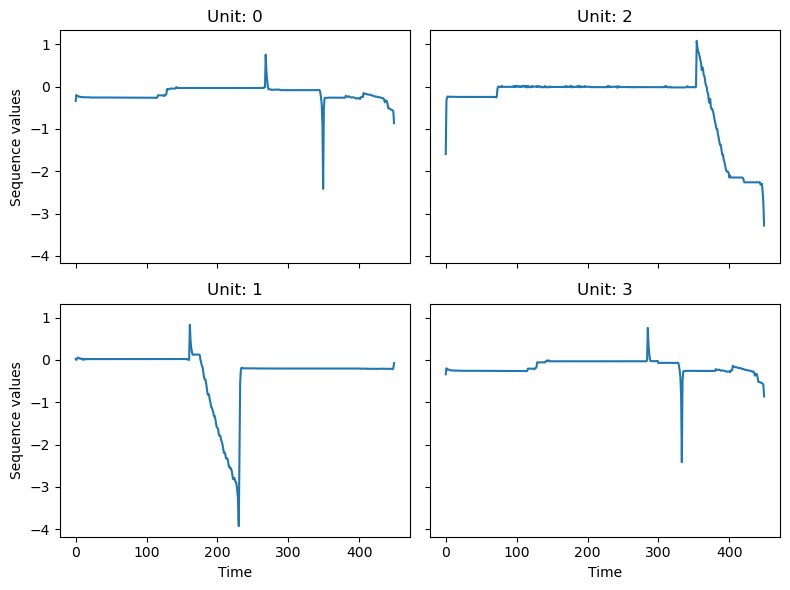 Unit: 0
Unit: 2
1
0
−1
−2
−3
−4
Sequence values
Unit: 1
Unit: 3
1
0
−1
−2
−3
−4
Sequence values
0
100
200
300
400
0
100
200
300
400
Time
Time